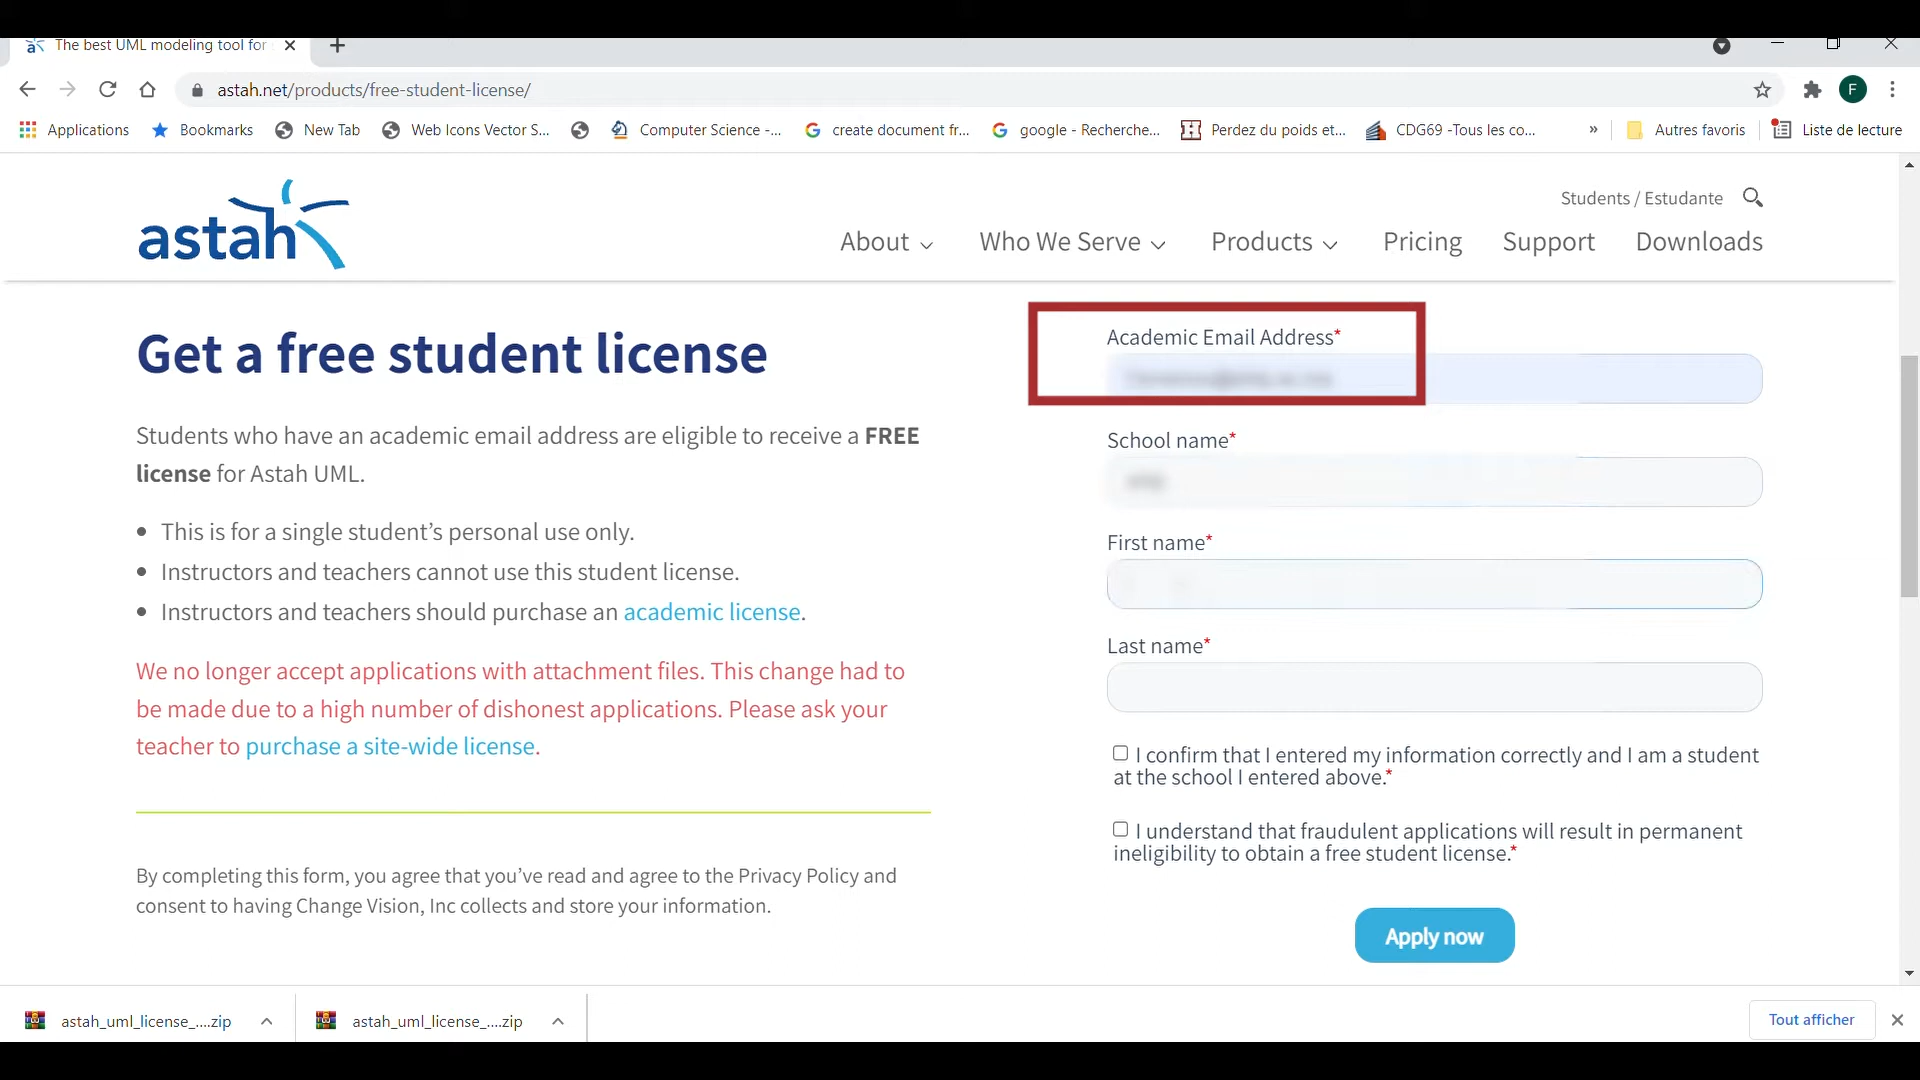 The best UML modeling tool for
astah.net/products/free-student-license/
F
Applications
Bookmarks
New Tab
Web Icons Vector S...
Computer Science -...
create document fr...
google - Recherche...
Perdez du poids et...
CDG69 -Tous les co...
»
Autres favoris
Liste de lecture
astah
Students / Estudante
About
Who We Serve
Products
Pricing
Support
Downloads
Get a free student license
Students who have an academic email address are eligible to receive a FREE
license for Astah UML.
• This is for a single student’s personal use only.
• Instructors and teachers cannot use this student license.
• Instructors and teachers should purchase an academic license.
We no longer accept applications with attachment files. This change had to
be made due to a high number of dishonest applications. Please ask your
teacher to purchase a site-wide license.
By completing this form, you agree that you’ve read and agree to the Privacy Policy and
consent to having Change Vision, Inc collects and store your information.
Academic Email Address*
School name*
First name*
Last name*
I confirm that I entered my information correctly and I am a student
at the school I entered above.*
I understand that fraudulent applications will result in permanent
ineligibility to obtain a free student license.*
Apply now
astah_uml_license_....zip
astah_uml_license_....zip
Tout afficher